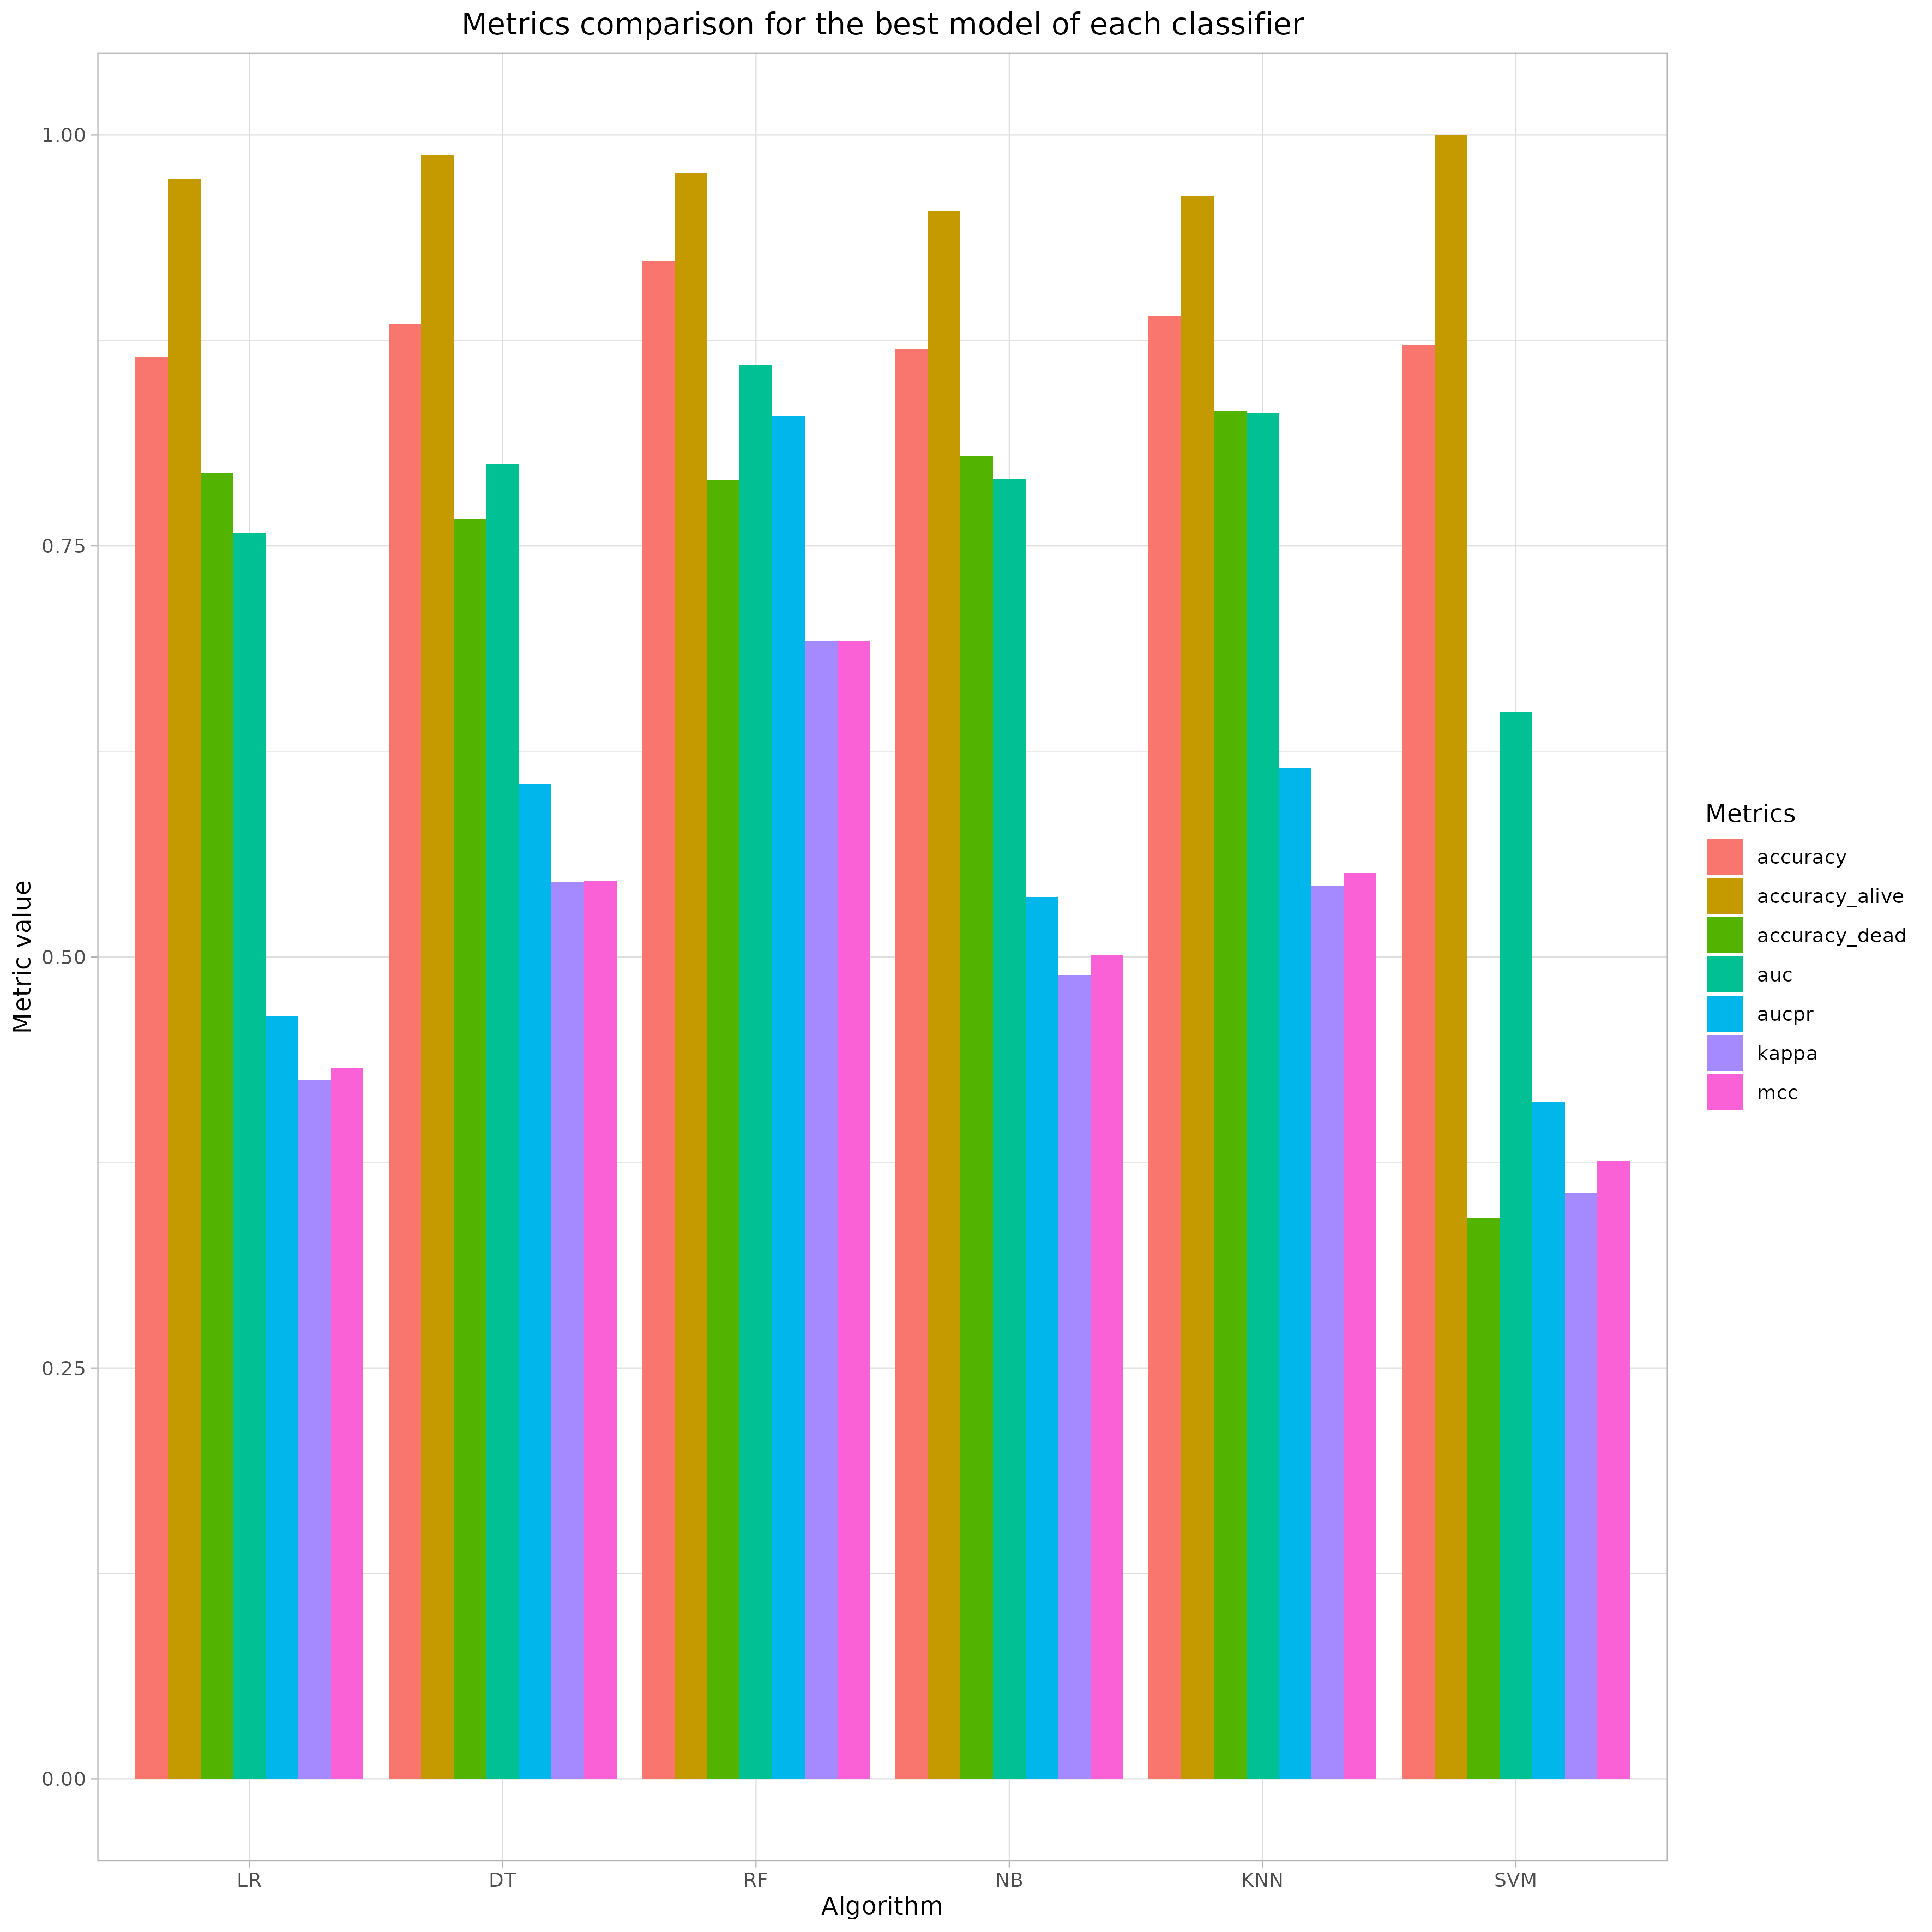 Metrics comparison for the best model of each classifier
1.00
0.75
0.50
0.25
0.00
Metric value
LR DT RF NB KNN SVM
Algorithm
Metrics
accuracy
accuracy_alive
accuracy_dead
auc
aucpr
kappa
mcc